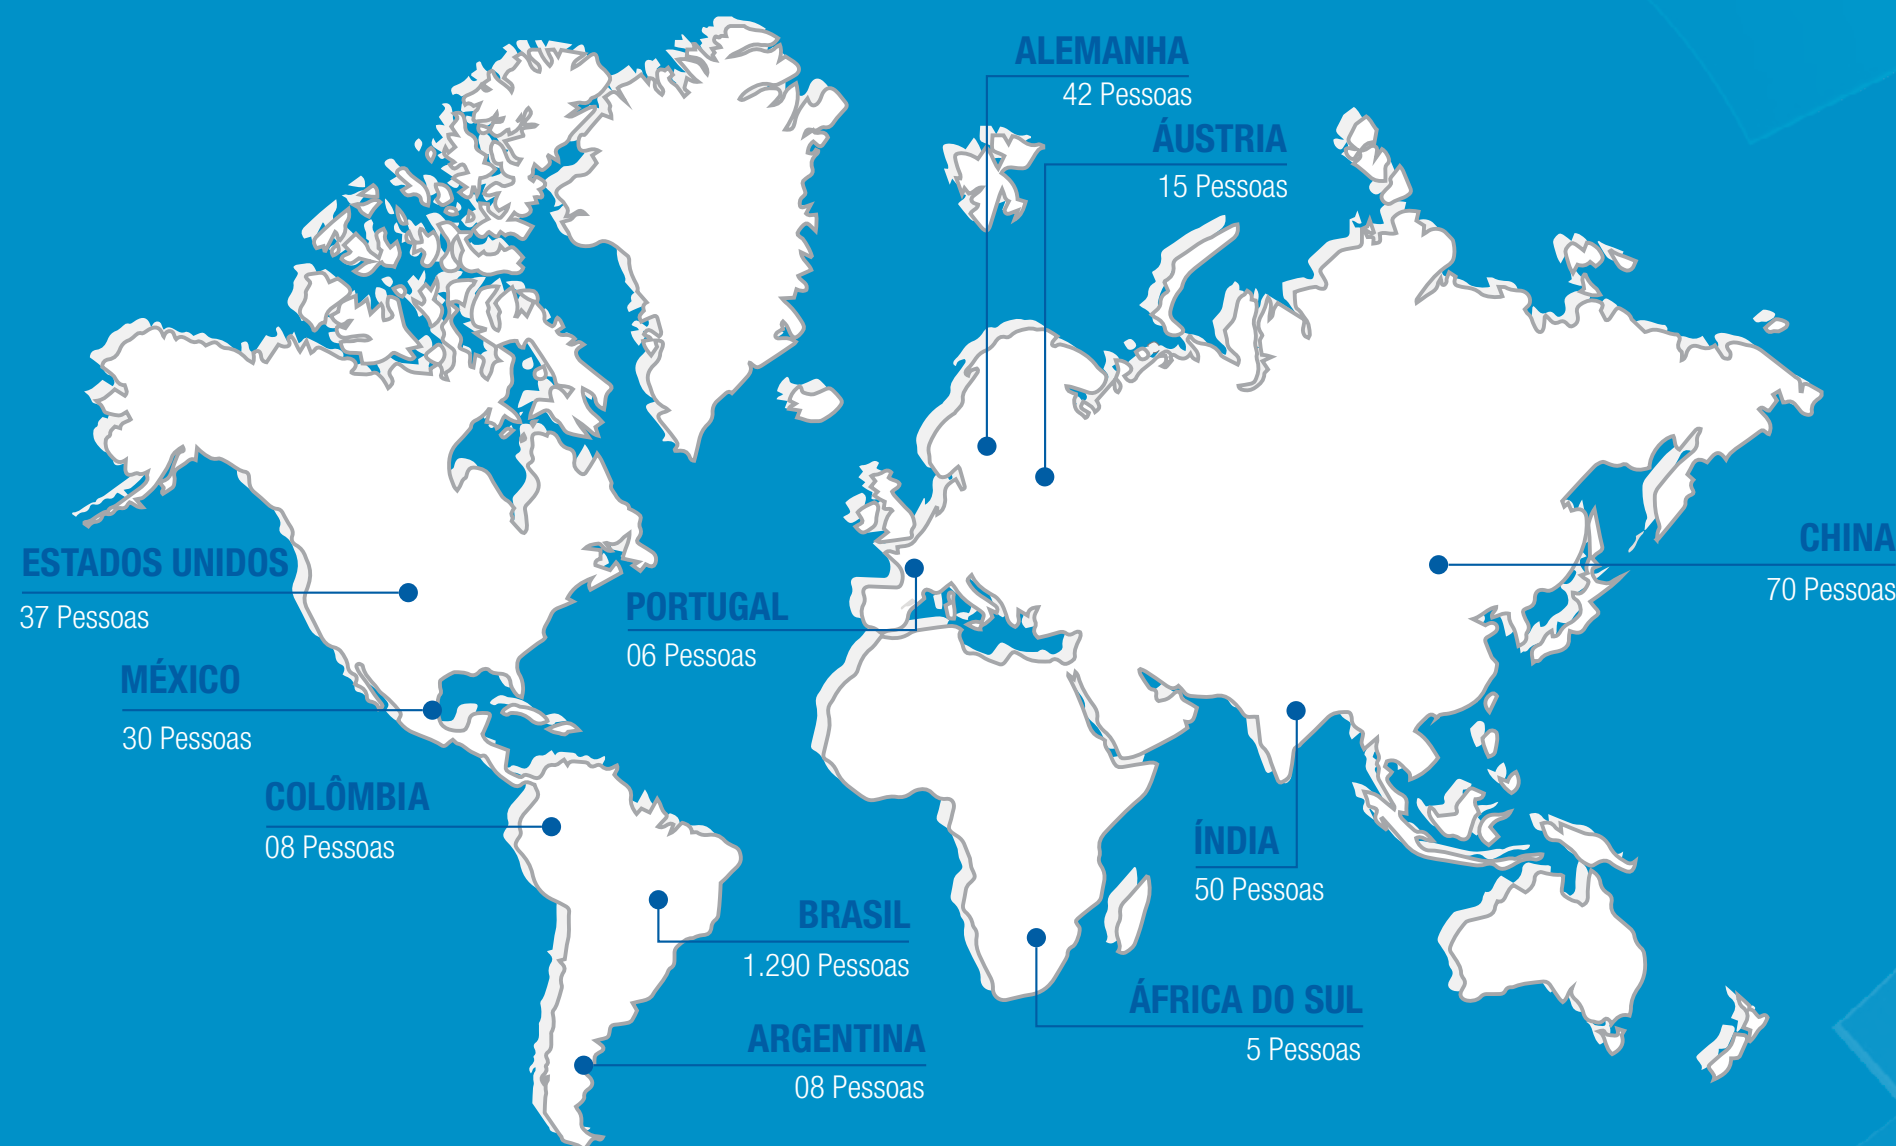 ALEMANHA
42 Pessoas
ÁUSTRIA
15 Pessoas
ESTADOS UNIDOS
37 Pessoas
CHINA
70 Pessoas
PORTUGAL
06 Pessoas
MÉXICO
30 Pessoas
COLÔMBIA
08 Pessoas
ÍNDIA
50 Pessoas
BRASIL
1.290 Pessoas
ÁFRICA DO SUL
5 Pessoas
ARGENTINA
08 Pessoas